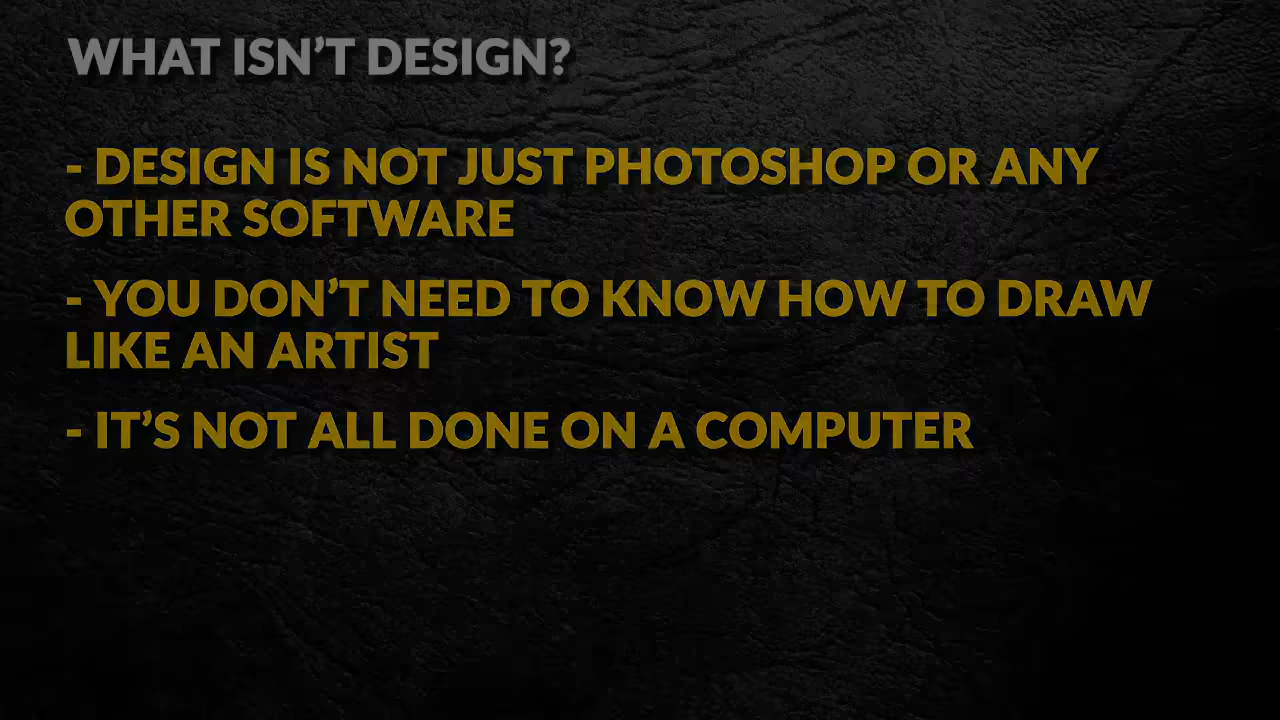 WHAT ISN’T DESIGN?
- DESIGN IS NOT JUST PHOTOSHOP OR ANY
OTHER SOFTWARE
- YOU DON’T NEED TO KNOW HOW TO DRAW
LIKE AN ARTIST
- IT’S NOT ALL DONE ON A COMPUTER